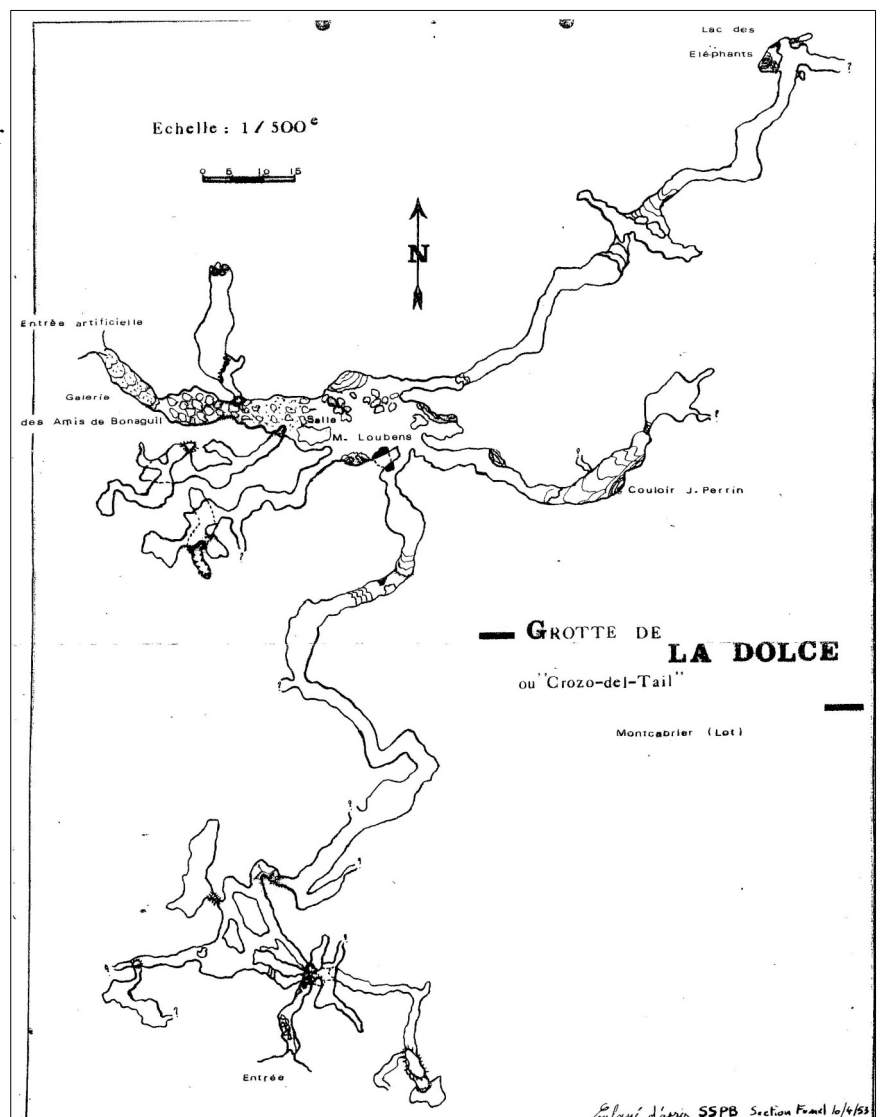 Lac des
Eléphants
Echelle : 1/500e
0 5 10 15
N
Entrée artificielle
Galerie
des Amis de Bonaguil
Salle
M. Loubens
Couloir J. Perrin
GROTTE DE
LA DOLCE
ou "Crozo-del-Tail"
Montcabrier (Lot)
Entrée
d'après SSPB Section Fumel 10/4/53